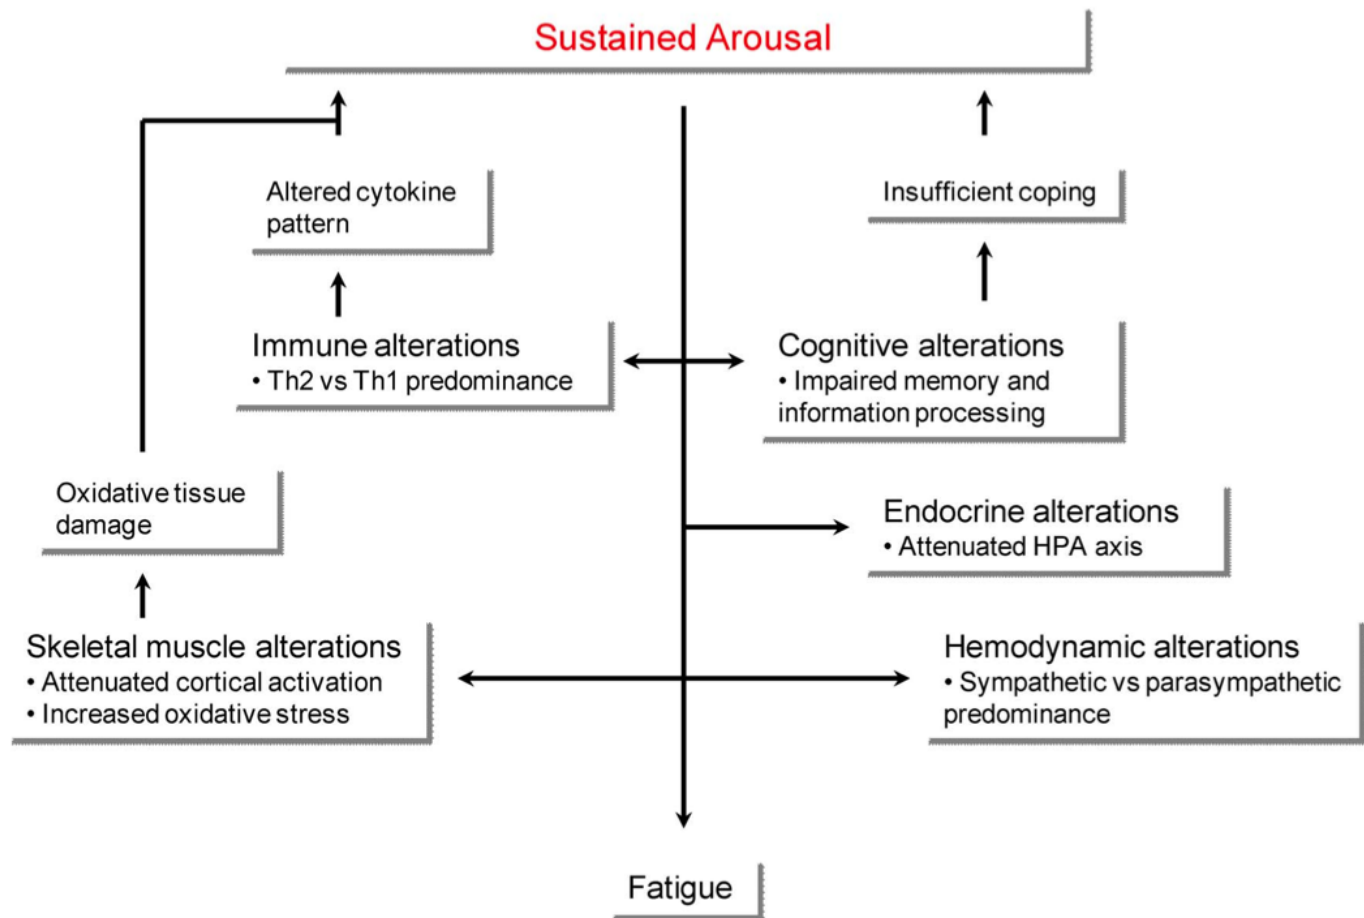 Sustained Arousal
Altered cytokine
pattern
Insufficient coping
Immune alterations
• Th2 vs Th1 predominance
Cognitive alterations
• Impaired memory and
information processing
Oxidative tissue
damage
Endocrine alterations
• Attenuated HPA axis
Skeletal muscle alterations
• Attenuated cortical activation
• Increased oxidative stress
Hemodynamic alterations
• Sympathetic vs parasympathetic
predominance
Fatigue